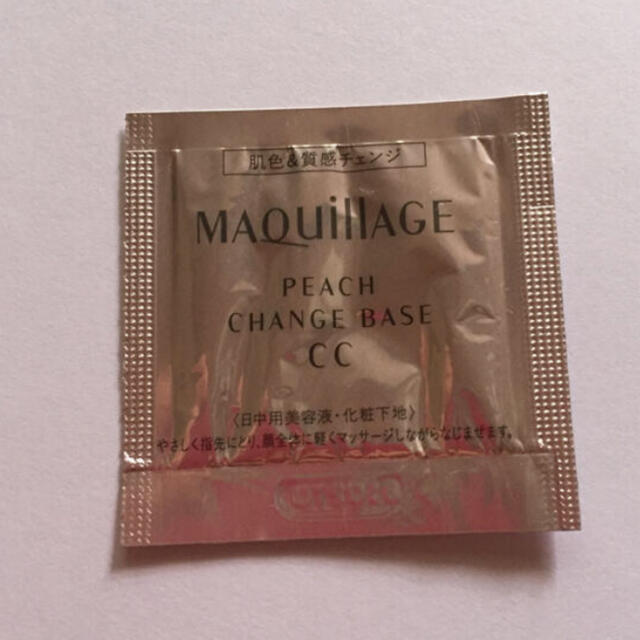 肌色&質感チェンジ
MAQuillAGE
PEACH
CHANGE BASE
CC
〈日中用美容液・化粧下地〉
やさしく指先にとり、顔全体に軽くマッサージしながらなじませます。